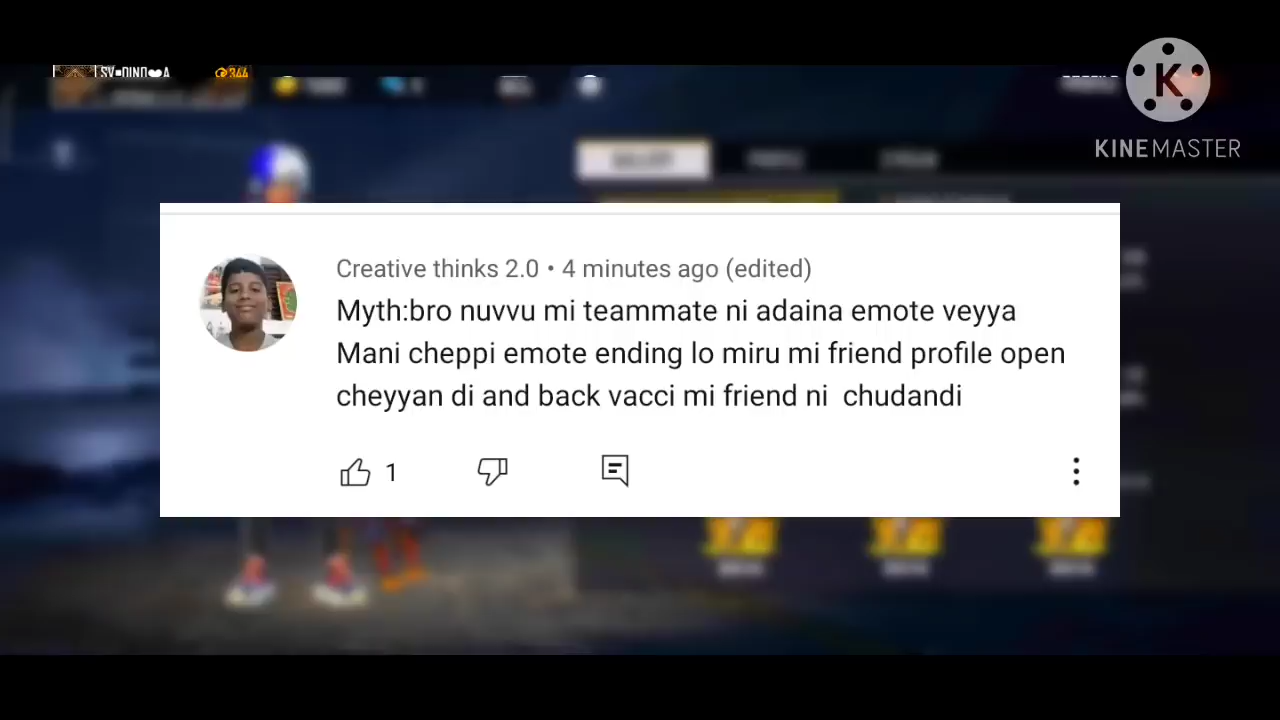 344
KINEMASTER
Creative thinks 2.0 • 4 minutes ago (edited)
Myth:bro nuvvu mi teammate ni adaina emote veyya
Mani cheppi emote ending lo miru mi friend profile open
cheyyan di and back vacci mi friend ni chudandi
1